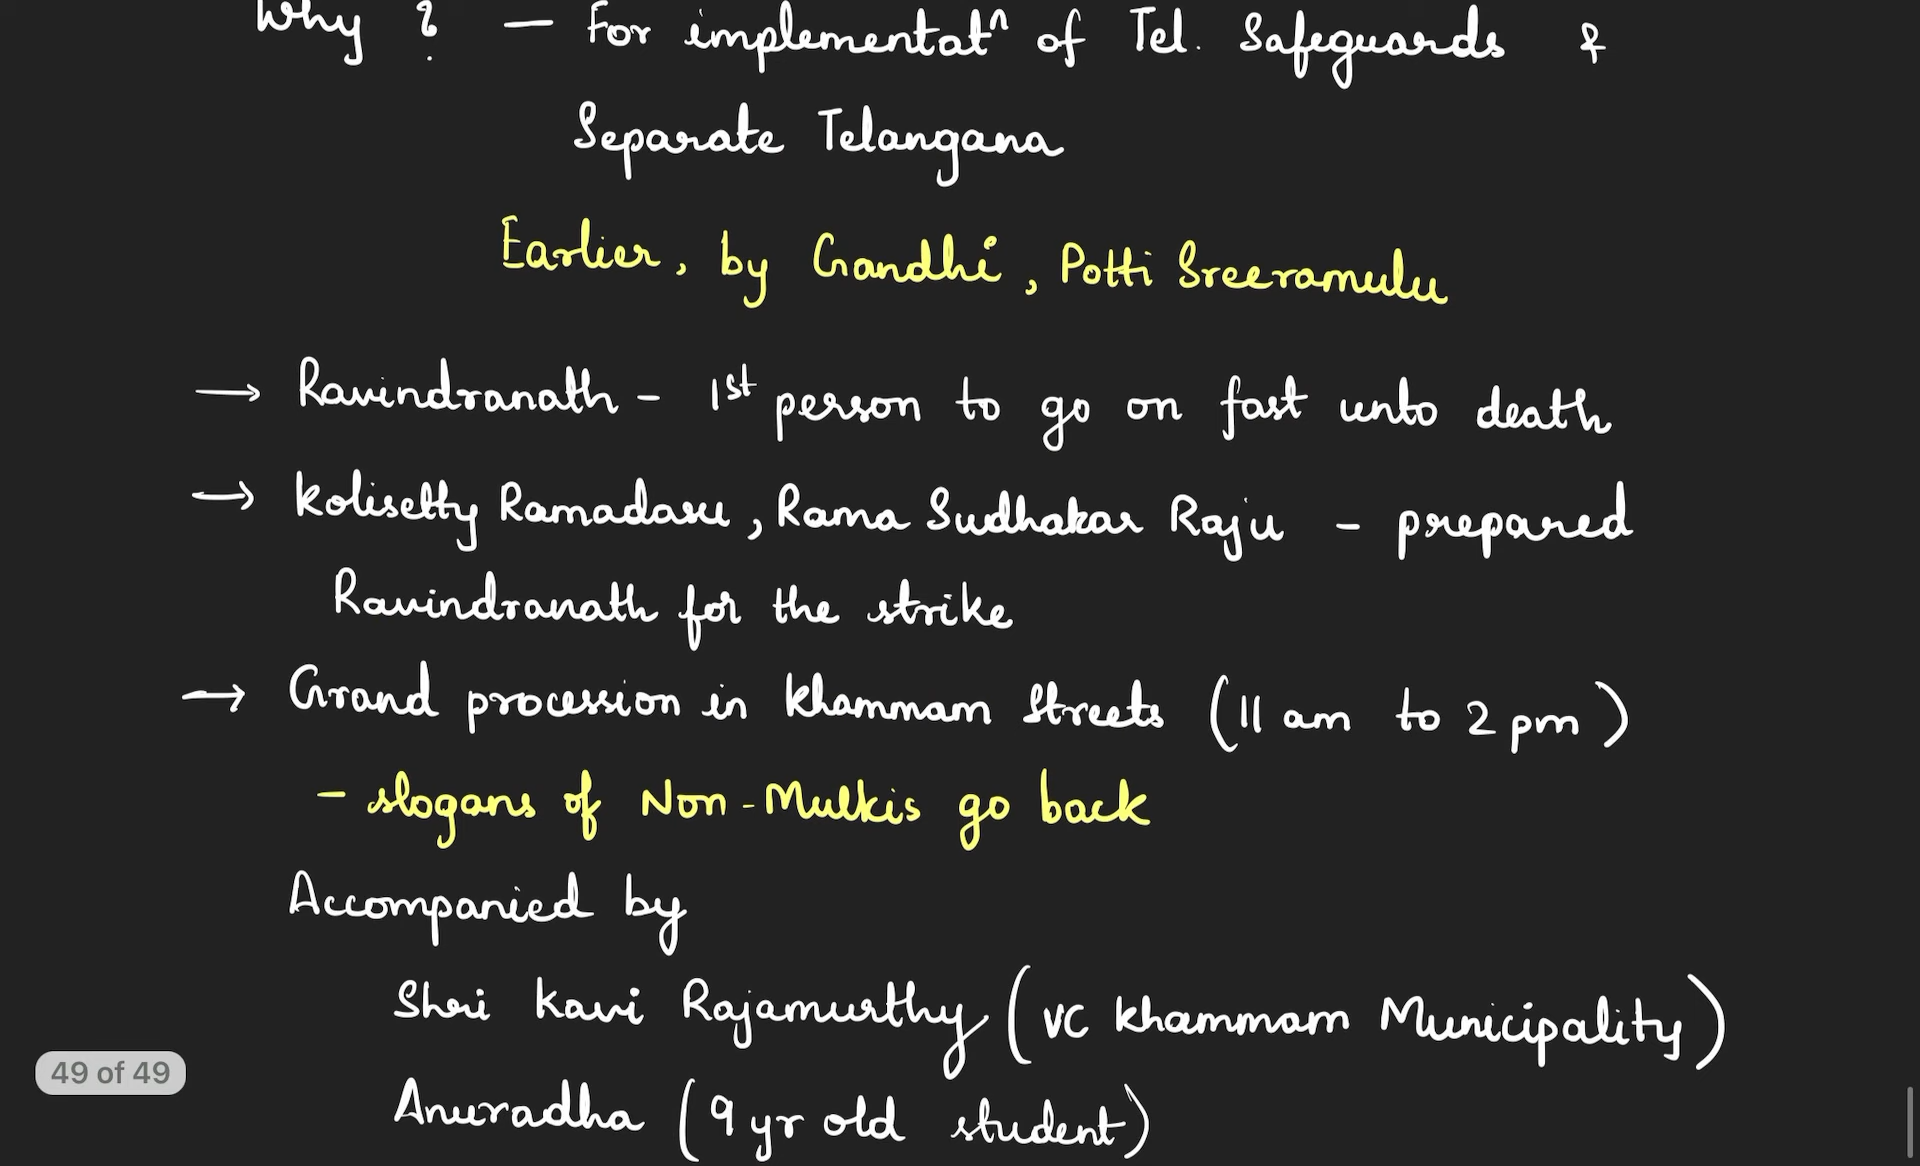 Why ? — For implementatⁿ of Tel. Safeguards &
Separate Telangana
Earlier, by Gandhi, Potti Sreeramulu
→ Ravindranath - 1st person to go on fast unto death
→ Kolisetty Ramadasu, Rama Sudhakar Raju - prepared
Ravindranath for the strike
→ Grand procession in Khammam Streets (11 am to 2 pm)
- slogans of Non-Mulkis go back
Accompanied by
Shri Kavi Rajamurthy (VC Khammam Municipality)
49 of 49
Anuradha (9 yr old student)